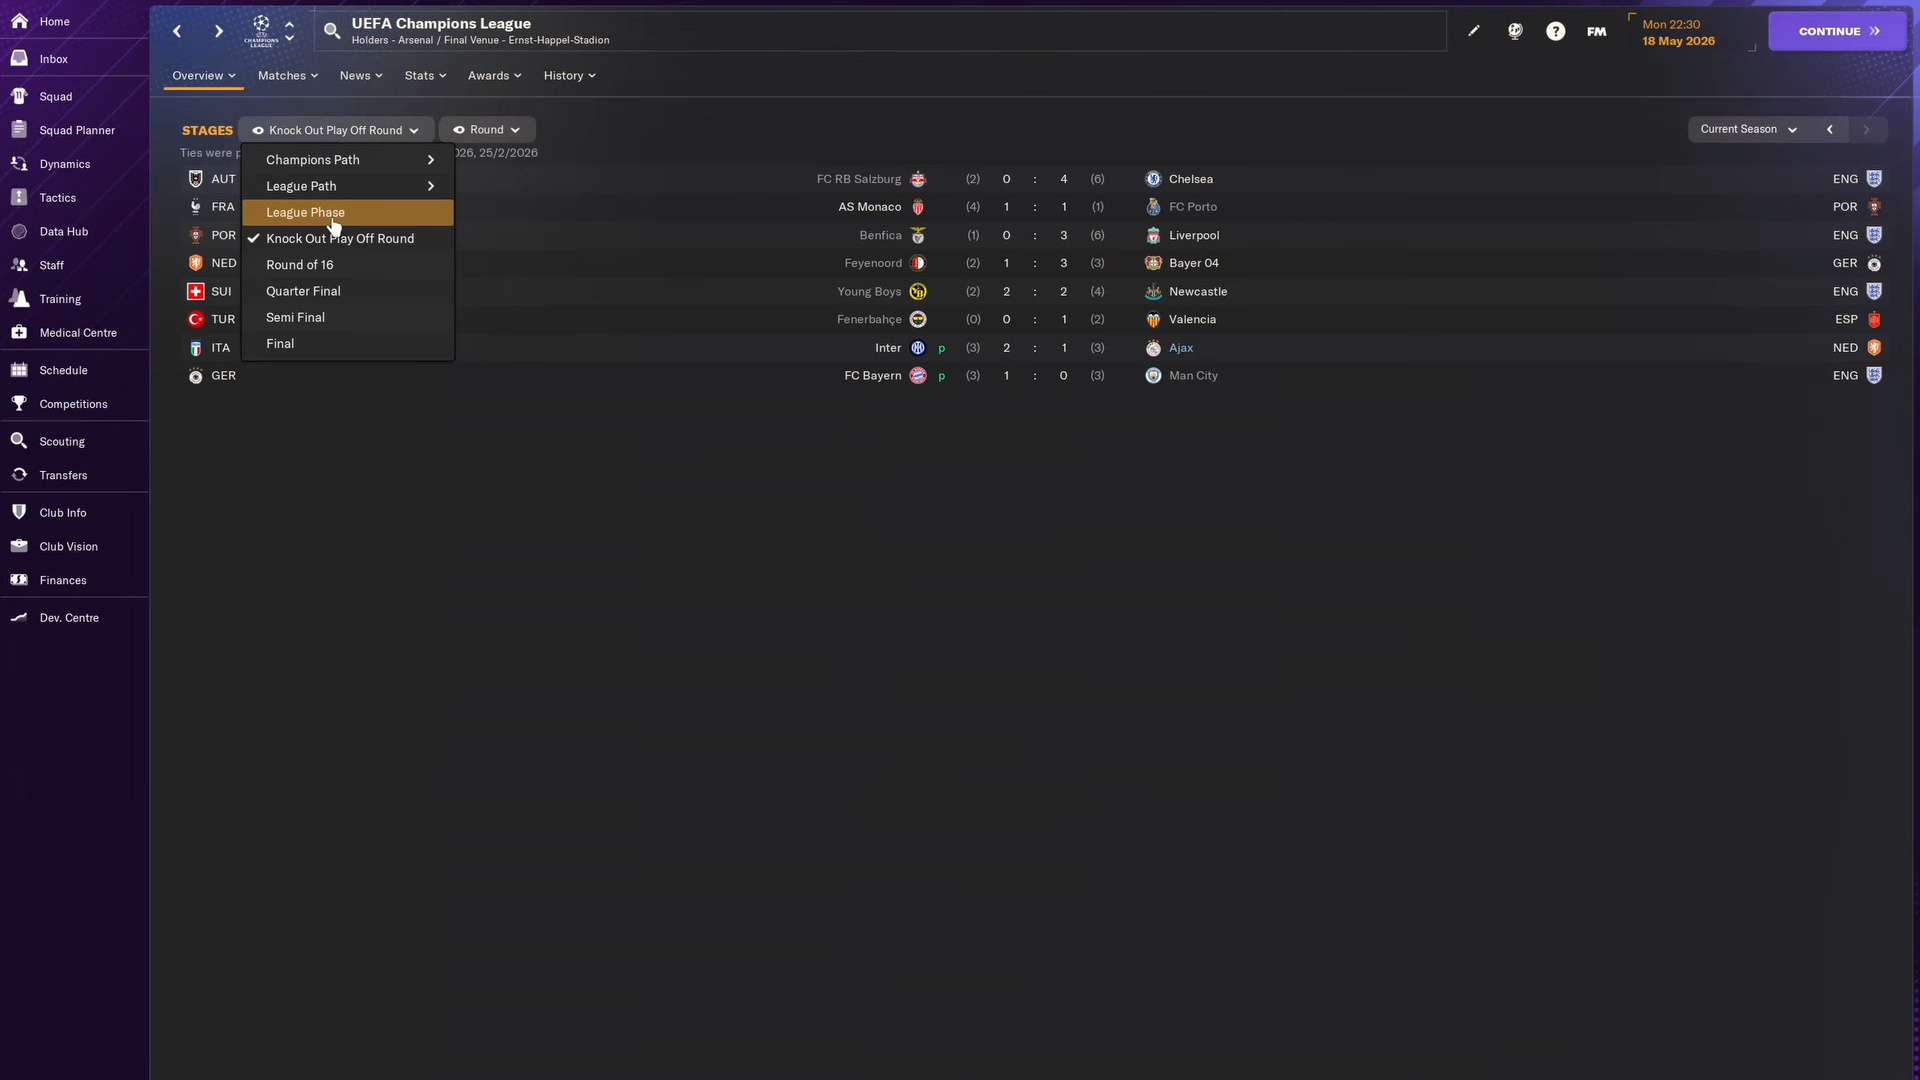 Home
Inbox
Squad
Squad Planner
Dynamics
Tactics
Data Hub
Staff
Training
Medical Centre
Schedule
Competitions
Scouting
Transfers
Club Info
Club Vision
Finances
Dev. Centre
CHAMPIONS LEAGUE
UEFA Champions League
Holders - Arsenal / Final Venue - Ernst-Happel-Stadion
? FM
Mon 22:30
18 May 2026
CONTINUE
Overview Matches News Stats Awards History
STAGES Knock Out Play Off Round Round Current Season
Ties were p 026, 25/2/2026
Champions Path
League Path
League Phase
Knock Out Play Off Round
Round of 16
Quarter Final
Semi Final
Final
AUT FC RB Salzburg (2) 0 : 4 (6) Chelsea ENG
FRA AS Monaco (4) 1 : 1 (1) FC Porto POR
POR Benfica (1) 0 : 3 (6) Liverpool ENG
NED Feyenoord (2) 1 : 3 (3) Bayer 04 GER
SUI Young Boys (2) 2 : 2 (4) Newcastle ENG
TUR Fenerbahçe (0) 0 : 1 (2) Valencia ESP
ITA Inter p (3) 2 : 1 (3) Ajax NED
GER FC Bayern p (3) 1 : 0 (3) Man City ENG